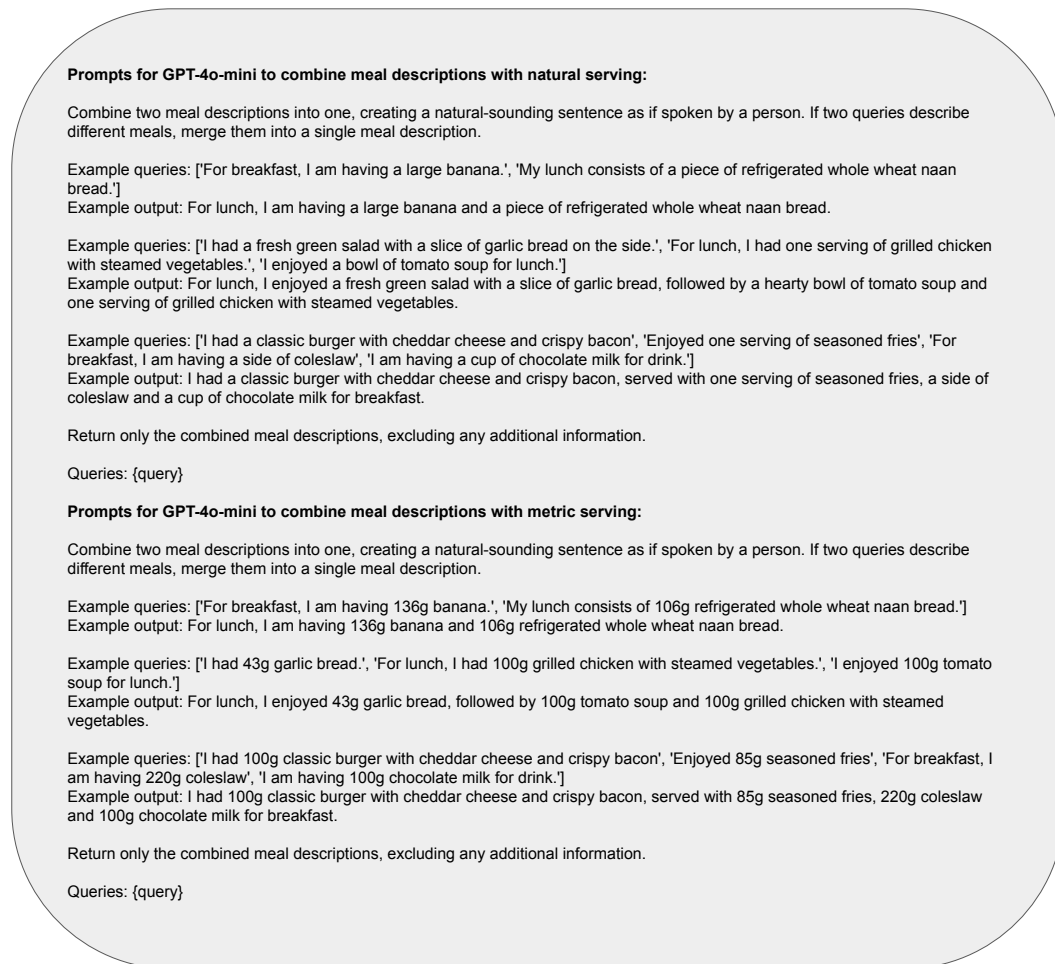 Prompts for GPT-4o-mini to combine meal descriptions with natural serving:
Combine two meal descriptions into one, creating a natural-sounding sentence as if spoken by a person. If two queries describe
different meals, merge them into a single meal description.
Example queries: ['For breakfast, I am having a large banana.', 'My lunch consists of a piece of refrigerated whole wheat naan
bread.']
Example output: For lunch, I am having a large banana and a piece of refrigerated whole wheat naan bread.
Example queries: ['I had a fresh green salad with a slice of garlic bread on the side.', 'For lunch, I had one serving of grilled chicken
with steamed vegetables.', 'I enjoyed a bowl of tomato soup for lunch.']
Example output: For lunch, I enjoyed a fresh green salad with a slice of garlic bread, followed by a hearty bowl of tomato soup and
one serving of grilled chicken with steamed vegetables.
Example queries: ['I had a classic burger with cheddar cheese and crispy bacon', 'Enjoyed one serving of seasoned fries', 'For
breakfast, I am having a side of coleslaw', 'I am having a cup of chocolate milk for drink.']
Example output: I had a classic burger with cheddar cheese and crispy bacon, served with one serving of seasoned fries, a side of
coleslaw and a cup of chocolate milk for breakfast.
Return only the combined meal descriptions, excluding any additional information.
Queries: {query}
Prompts for GPT-4o-mini to combine meal descriptions with metric serving:
Combine two meal descriptions into one, creating a natural-sounding sentence as if spoken by a person. If two queries describe
different meals, merge them into a single meal description.
Example queries: ['For breakfast, I am having 136g banana.', 'My lunch consists of 106g refrigerated whole wheat naan bread.']
Example output: For lunch, I am having 136g banana and 106g refrigerated whole wheat naan bread.
Example queries: ['I had 43g garlic bread.', 'For lunch, I had 100g grilled chicken with steamed vegetables.', 'I enjoyed 100g tomato
soup for lunch.']
Example output: For lunch, I enjoyed 43g garlic bread, followed by 100g tomato soup and 100g grilled chicken with steamed
vegetables.
Example queries: ['I had 100g classic burger with cheddar cheese and crispy bacon', 'Enjoyed 85g seasoned fries', 'For breakfast, I
am having 220g coleslaw', 'I am having 100g chocolate milk for drink.']
Example output: I had 100g classic burger with cheddar cheese and crispy bacon, served with 85g seasoned fries, 220g coleslaw
and 100g chocolate milk for breakfast.
Return only the combined meal descriptions, excluding any additional information.
Queries: {query}